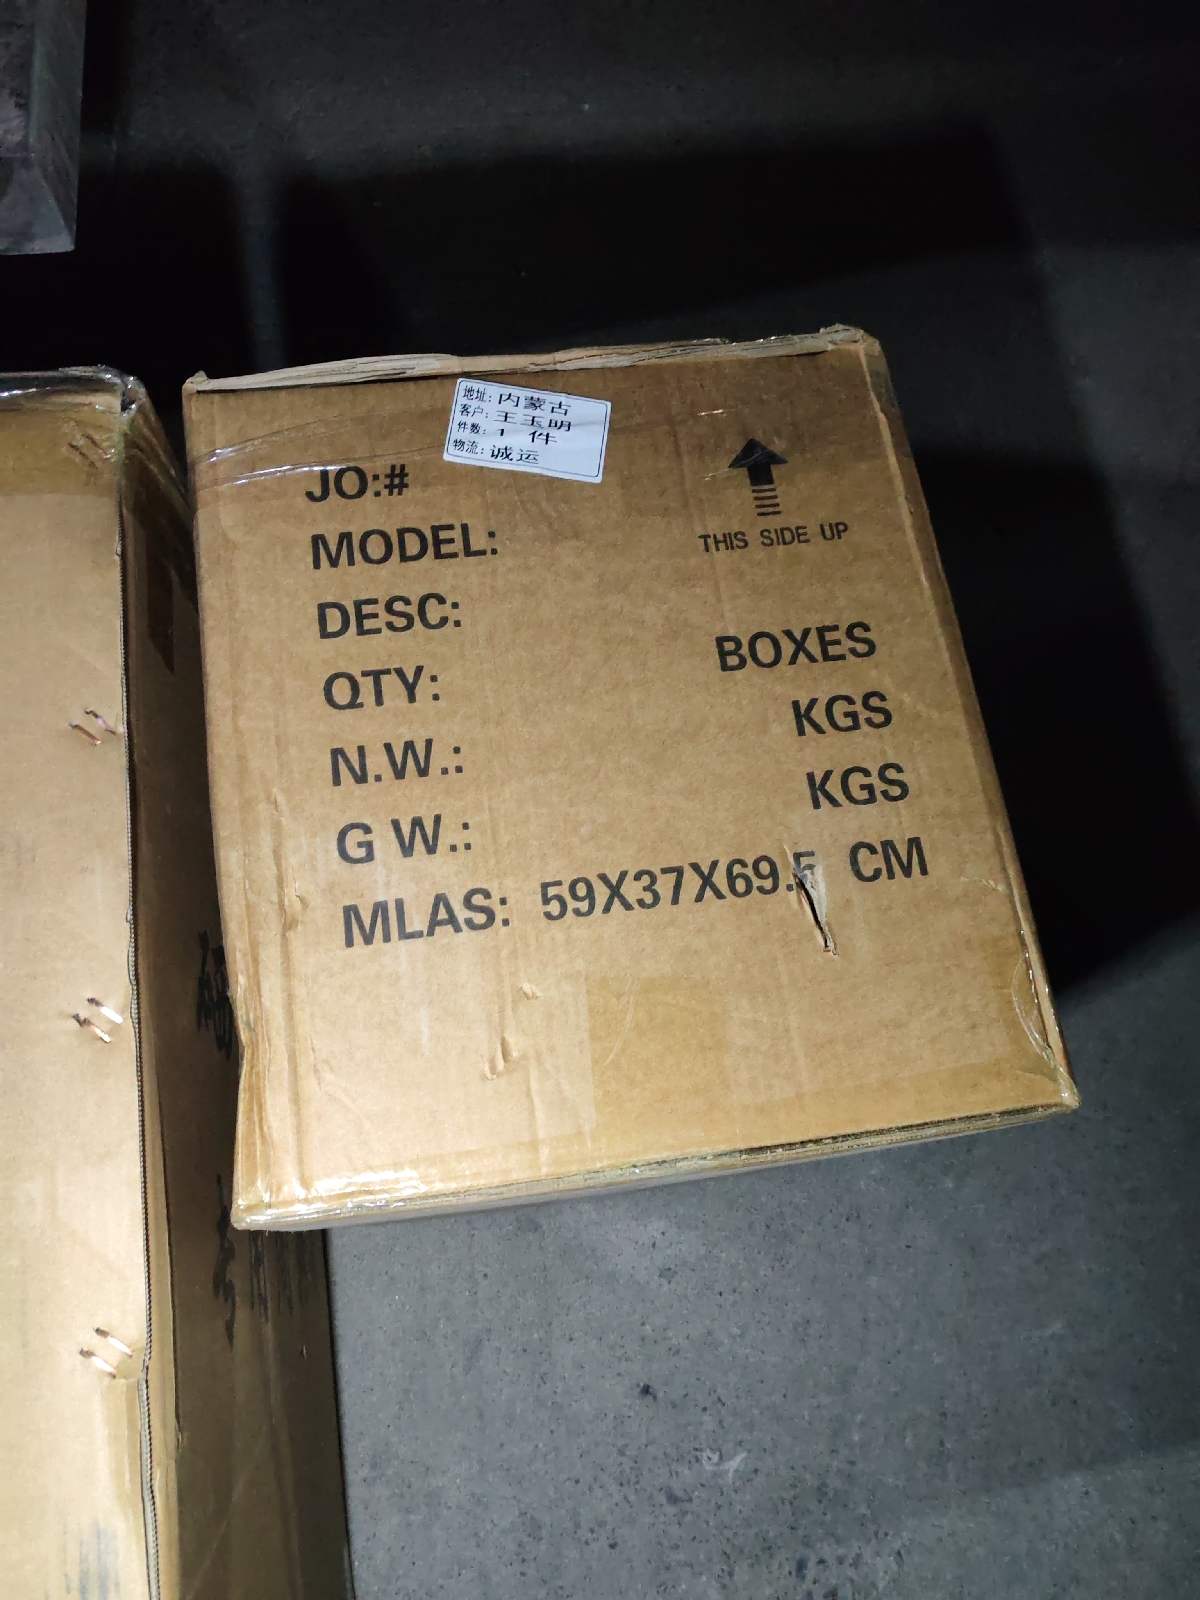 地址: 内蒙古
客户: 王玉明
件数: 1 件
物流: 诚运
JO:#
MODEL:
THIS SIDE UP
DESC:
QTY: BOXES
N.W.: KGS
G W.: KGS
MLAS: 59X37X69.5 CM